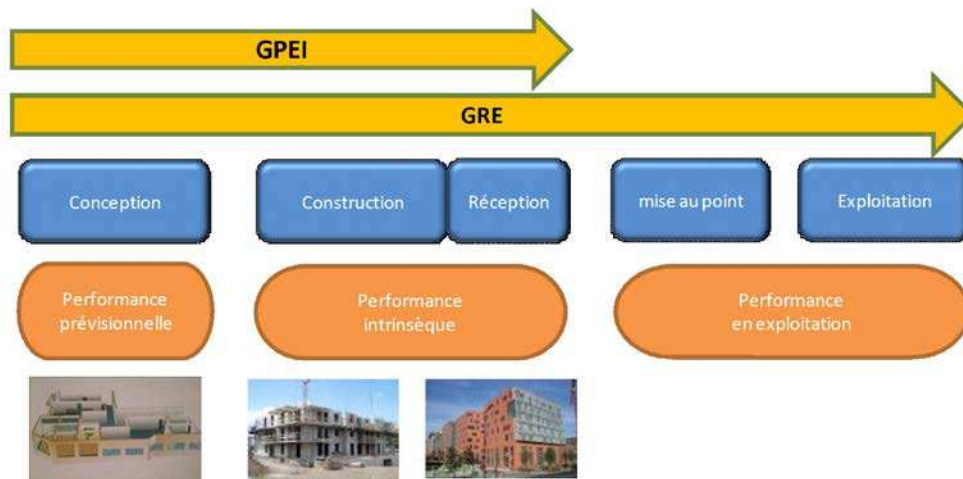 GPEI
GRE
Conception
Construction
Réception
mise au point
Exploitation
Performance
prévisionnelle
Performance
intrinsèque
Performance
en exploitation